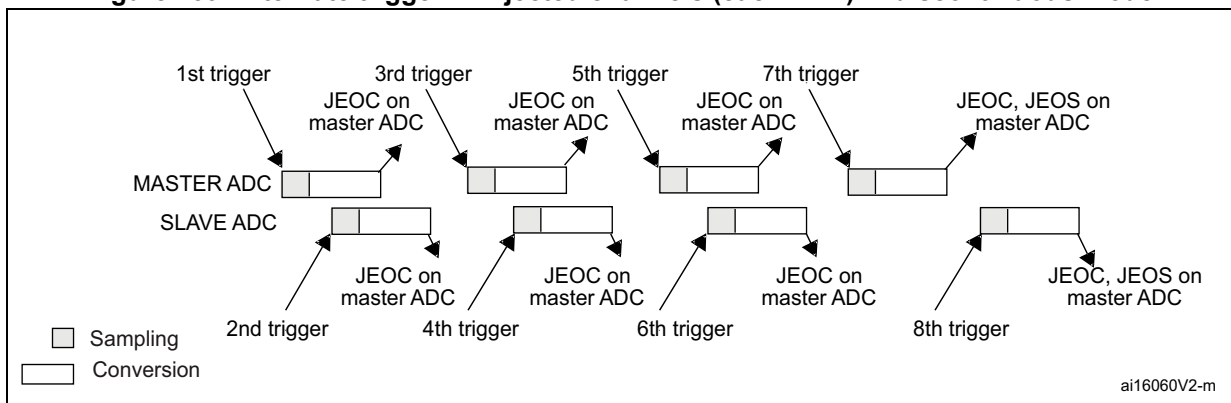 1st trigger
3rd trigger
5th trigger
7th trigger
JEOC on
master ADC
JEOC on
master ADC
JEOC on
master ADC
JEOC, JEOS on
master ADC
MASTER ADC
SLAVE ADC
JEOC on
master ADC
JEOC on
master ADC
JEOC on
master ADC
JEOC, JEOS on
master ADC
2nd trigger
4th trigger
6th trigger
8th trigger
Sampling
Conversion
ai16060V2-m